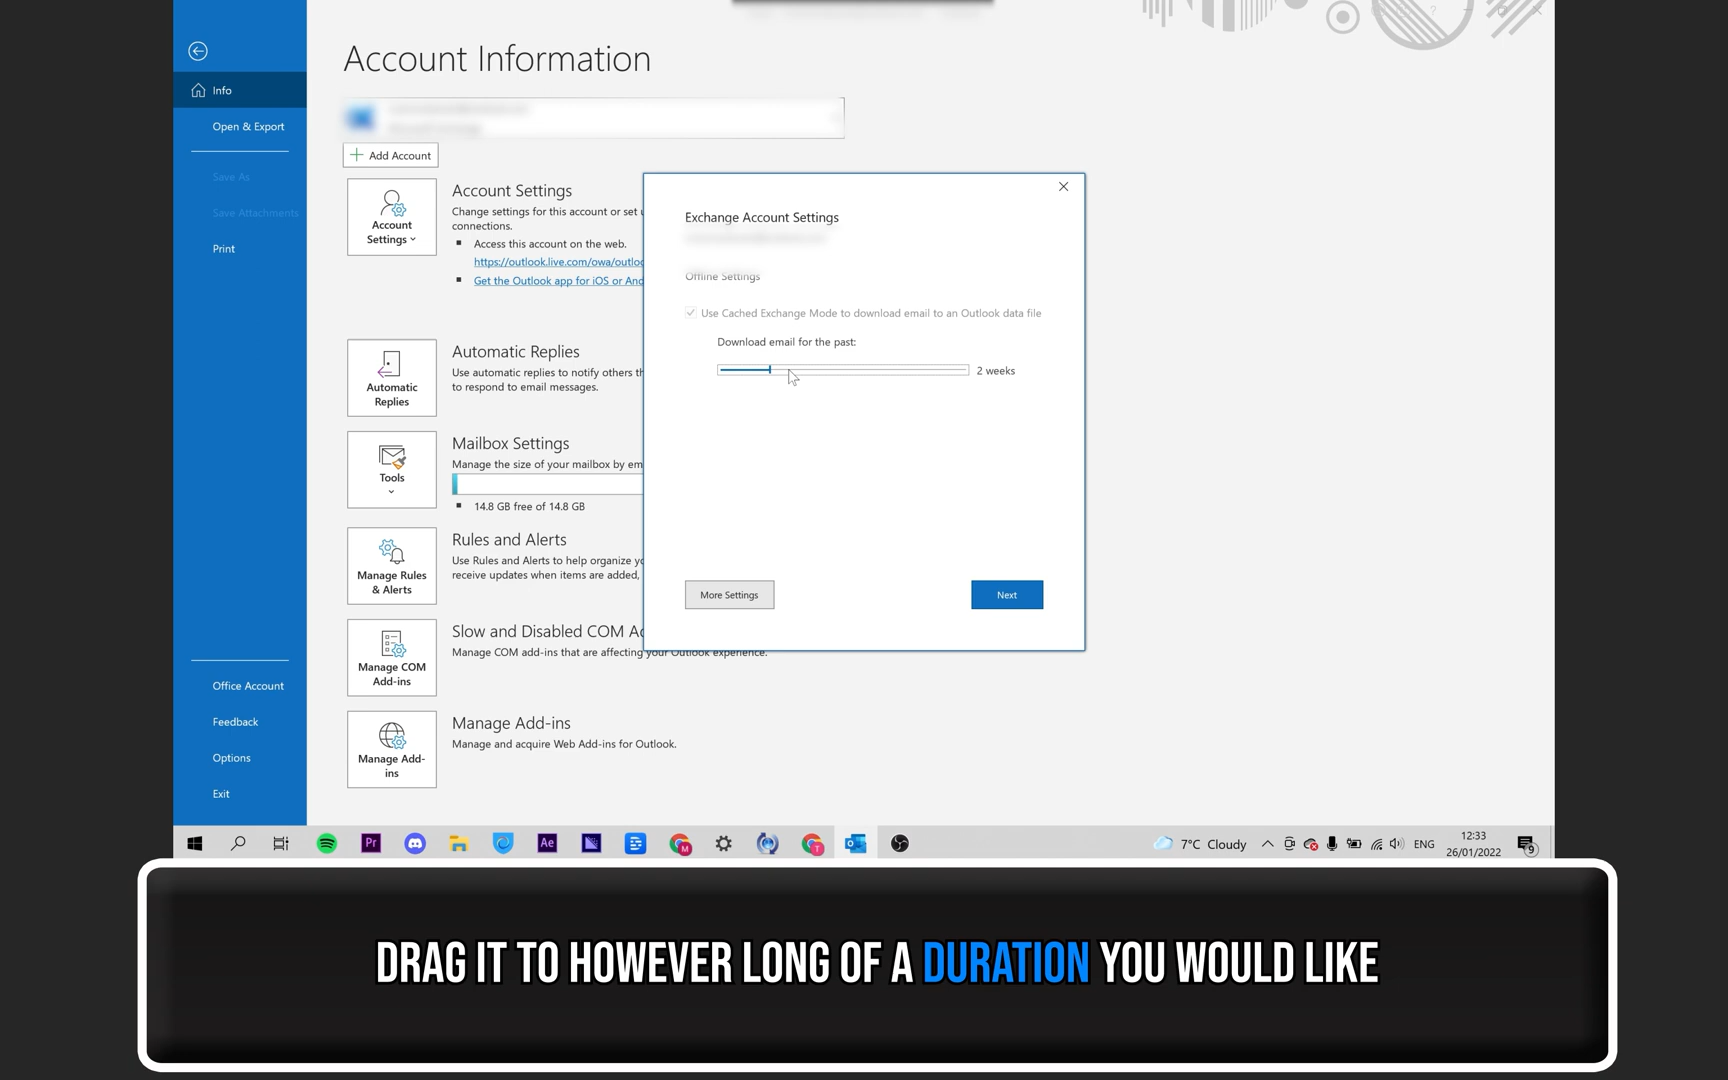 Account Information
Info
Open & Export
Save As
Save Attachments
Print
Office Account
Feedback
Options
Exit
Add Account
Account Settings
Account Settings
Change settings for this account or set
connections.
Access this account on the web.
https://outlook.live.com/owa/outloo
Get the Outlook app for iOS or And
Automatic Replies
Automatic Replies
Use automatic replies to notify others th
to respond to email messages.
Tools
Mailbox Settings
Manage the size of your mailbox by em
14.8 GB free of 14.8 GB
Manage Rules
& Alerts
Rules and Alerts
Use Rules and Alerts to help organize yo
receive updates when items are added,
Manage COM
Add-ins
Slow and Disabled COM Ad
Manage COM add-ins that are affecting your Outlook experience.
Manage Add-
ins
Manage Add-ins
Manage and acquire Web Add-ins for Outlook.
Exchange Account Settings
Offline Settings
Use Cached Exchange Mode to download email to an Outlook data file
Download email for the past:
2 weeks
More Settings
Next
Pr
Ae
M
T
7°C Cloudy
ENG
12:33
26/01/2022
9
DRAG IT TO HOWEVER LONG OF A DURATION YOU WOULD LIKE